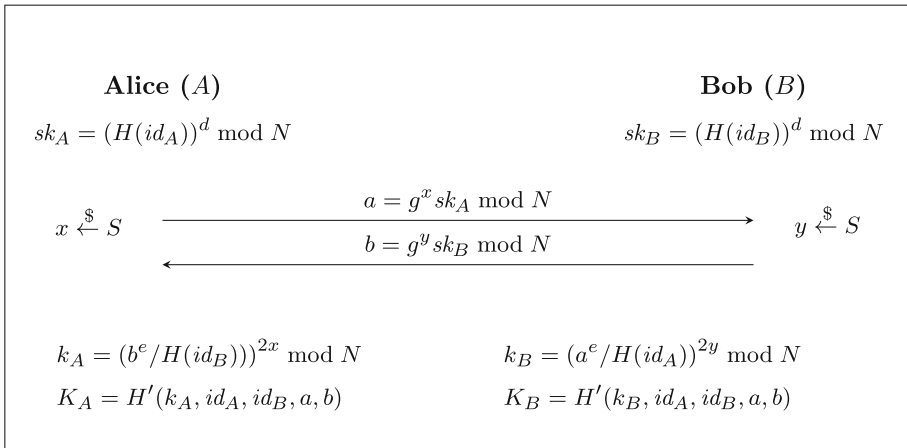 Alice (A) Bob (B)
sk_A = (H(id_A))^d mod N sk_B = (H(id_B))^d mod N
a = g^x sk_A mod N
x $← S y $← S
b = g^y sk_B mod N
k_A = (b^e/H(id_B)))^{2x} mod N k_B = (a^e/H(id_A))^{2y} mod N
K_A = H′(k_A, id_A, id_B, a, b) K_B = H′(k_B, id_A, id_B, a, b)